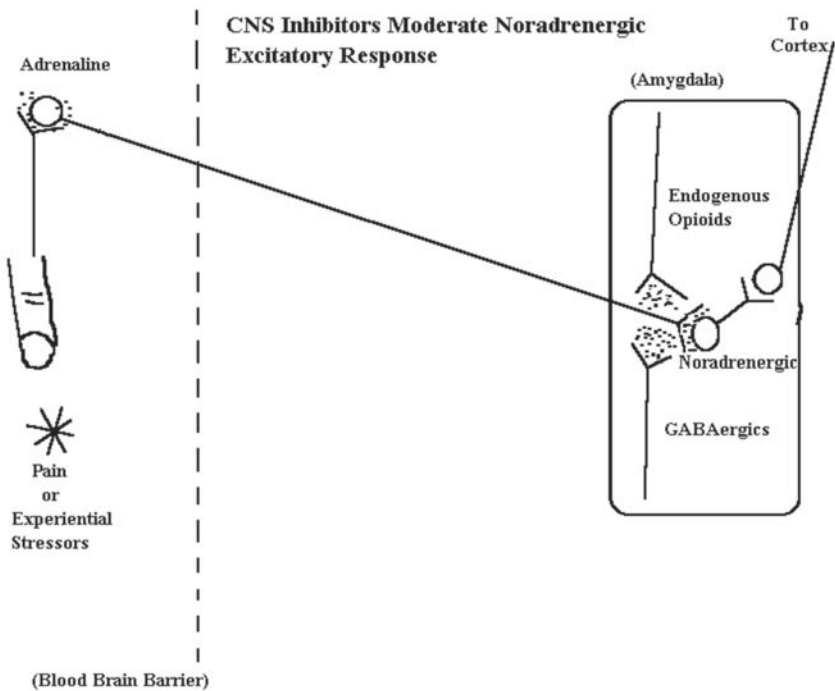 CNS Inhibitors Moderate Noradrenergic
Excitatory Response
To
Cortex
Adrenaline
(Amygdala)
Endogenous
Opioids
Noradrenergic
GABAergics
Pain
or
Experiential
Stressors
(Blood Brain Barrier)